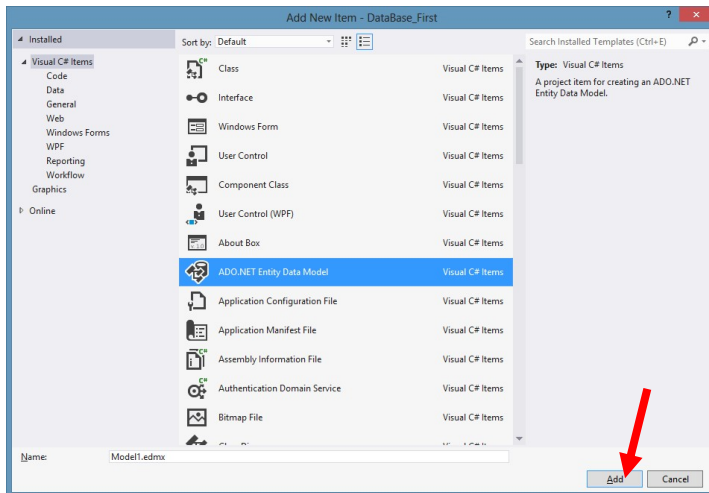 Add New Item - DataBase_First
? ×
Installed
Sort by: Default
Search Installed Templates (Ctrl+E)
Visual C# Items
Code
Data
General
Web
Windows Forms
WPF
Reporting
Workflow
Graphics
Online
Class Visual C# Items
Interface Visual C# Items
Windows Form Visual C# Items
User Control Visual C# Items
Component Class Visual C# Items
User Control (WPF) Visual C# Items
About Box Visual C# Items
ADO.NET Entity Data Model Visual C# Items
Application Configuration File Visual C# Items
Application Manifest File Visual C# Items
Assembly Information File Visual C# Items
Authentication Domain Service Visual C# Items
Bitmap File Visual C# Items
Type: Visual C# Items
A project item for creating an ADO.NET
Entity Data Model.
Name: Model1.edmx
Add Cancel